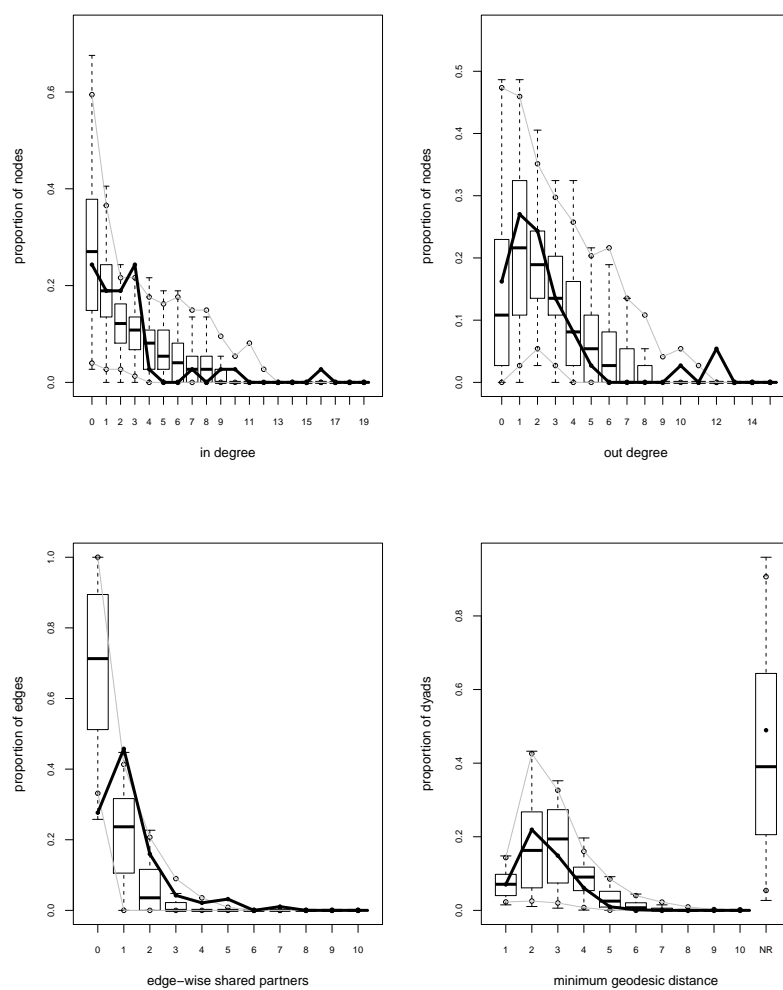 proportion of nodes
0.0 0.2 0.4 0.6
0 1 2 3 4 5 6 7 8 9 11 13 15 17 19
in degree
proportion of nodes
0.0 0.1 0.2 0.3 0.4 0.5
0 1 2 3 4 5 6 7 8 9 10 12 14
out degree
proportion of edges
0.0 0.2 0.4 0.6 0.8 1.0
0 1 2 3 4 5 6 7 8 9 10
edge−wise shared partners
proportion of dyads
0.0 0.2 0.4 0.6 0.8
1 2 3 4 5 6 7 8 9 10 NR
minimum geodesic distance